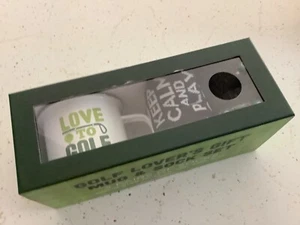 LOVE
TO
GOLF
KEEP
CALM
AND
PLAY
GOLF LOVER'S GIFT
MUG & SOCK SET